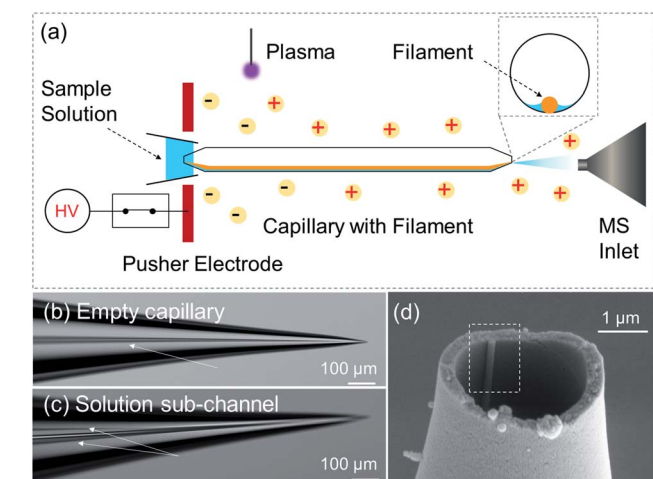 (a)
Plasma
Filament
Sample
Solution
HV
Capillary with Filament
MS
Inlet
Pusher Electrode
- + + + + - - + - - + + + + +
(b) Empty capillary
100 µm
(c) Solution sub-channel
100 µm
(d)
1 µm